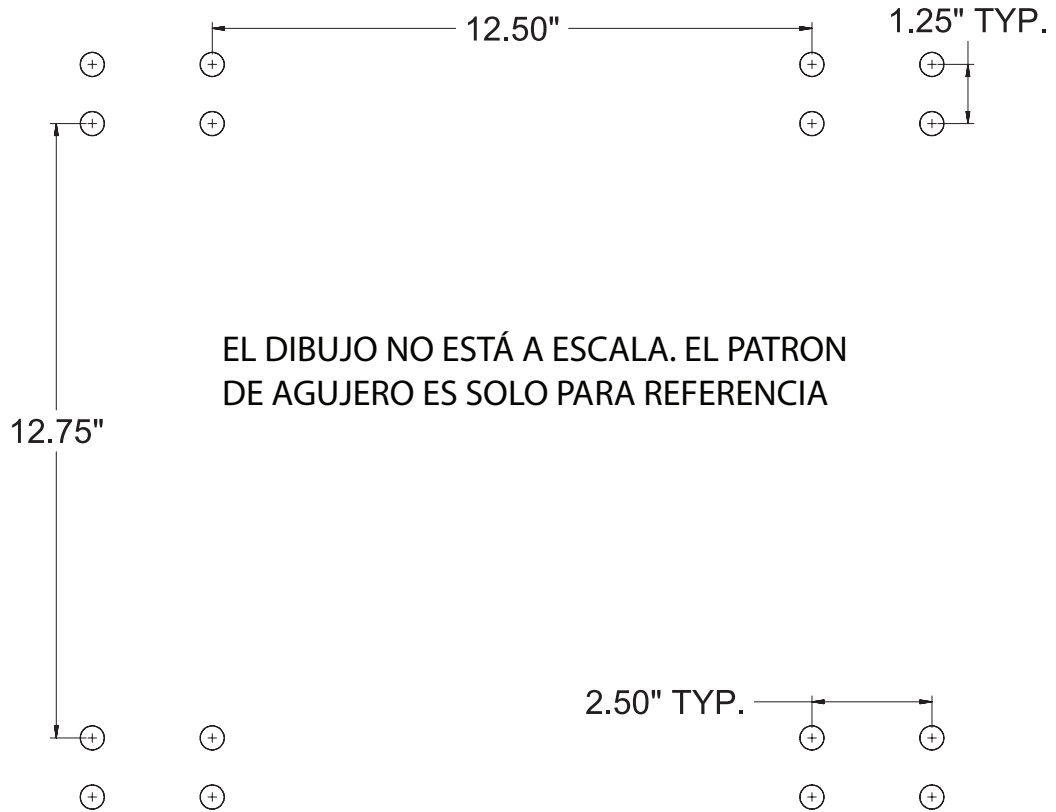 12.50"
1.25" TYP.
EL DIBUJO NO ESTÁ A ESCALA. EL PATRON
DE AGUJERO ES SOLO PARA REFERENCIA
12.75"
2.50" TYP.